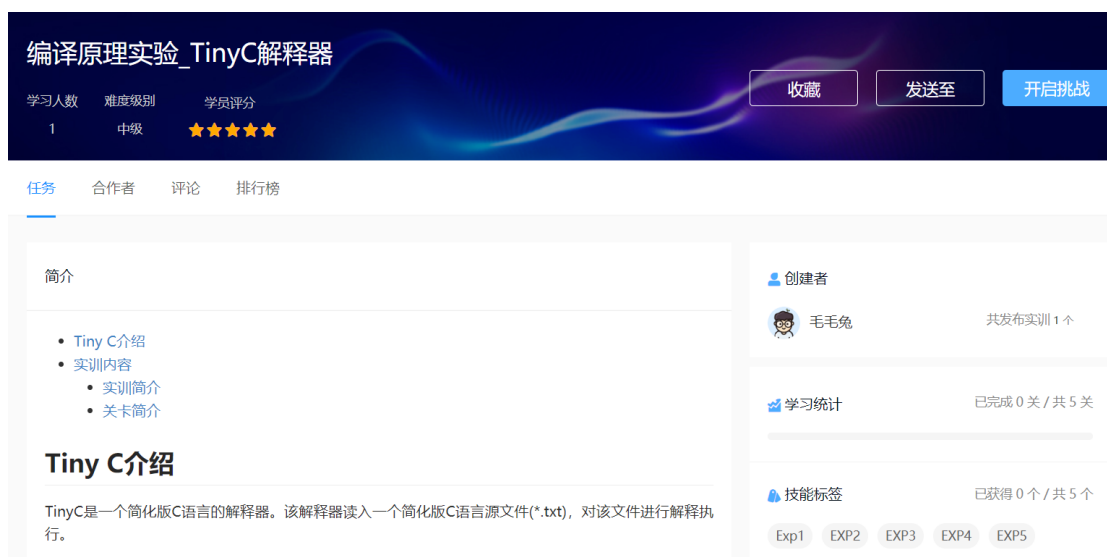 编译原理实验_TinyC解释器
学习人数 难度级别 学员评分
1 中级
收藏 发送至 开启挑战
任务 合作者 评论 排行榜
简介
Tiny C介绍
实训内容
实训简介
关卡简介
Tiny C介绍
TinyC是一个简化版C语言的解释器。该解释器读入一个简化版C语言源文件(*.txt)，对该文件进行解释执
行。
创建者
毛毛兔 共发布实训 1 个
学习统计 已完成 0 关 / 共 5 关
技能标签 已获得 0 个 / 共 5 个
Exp1 EXP2 EXP3 EXP4 EXP5